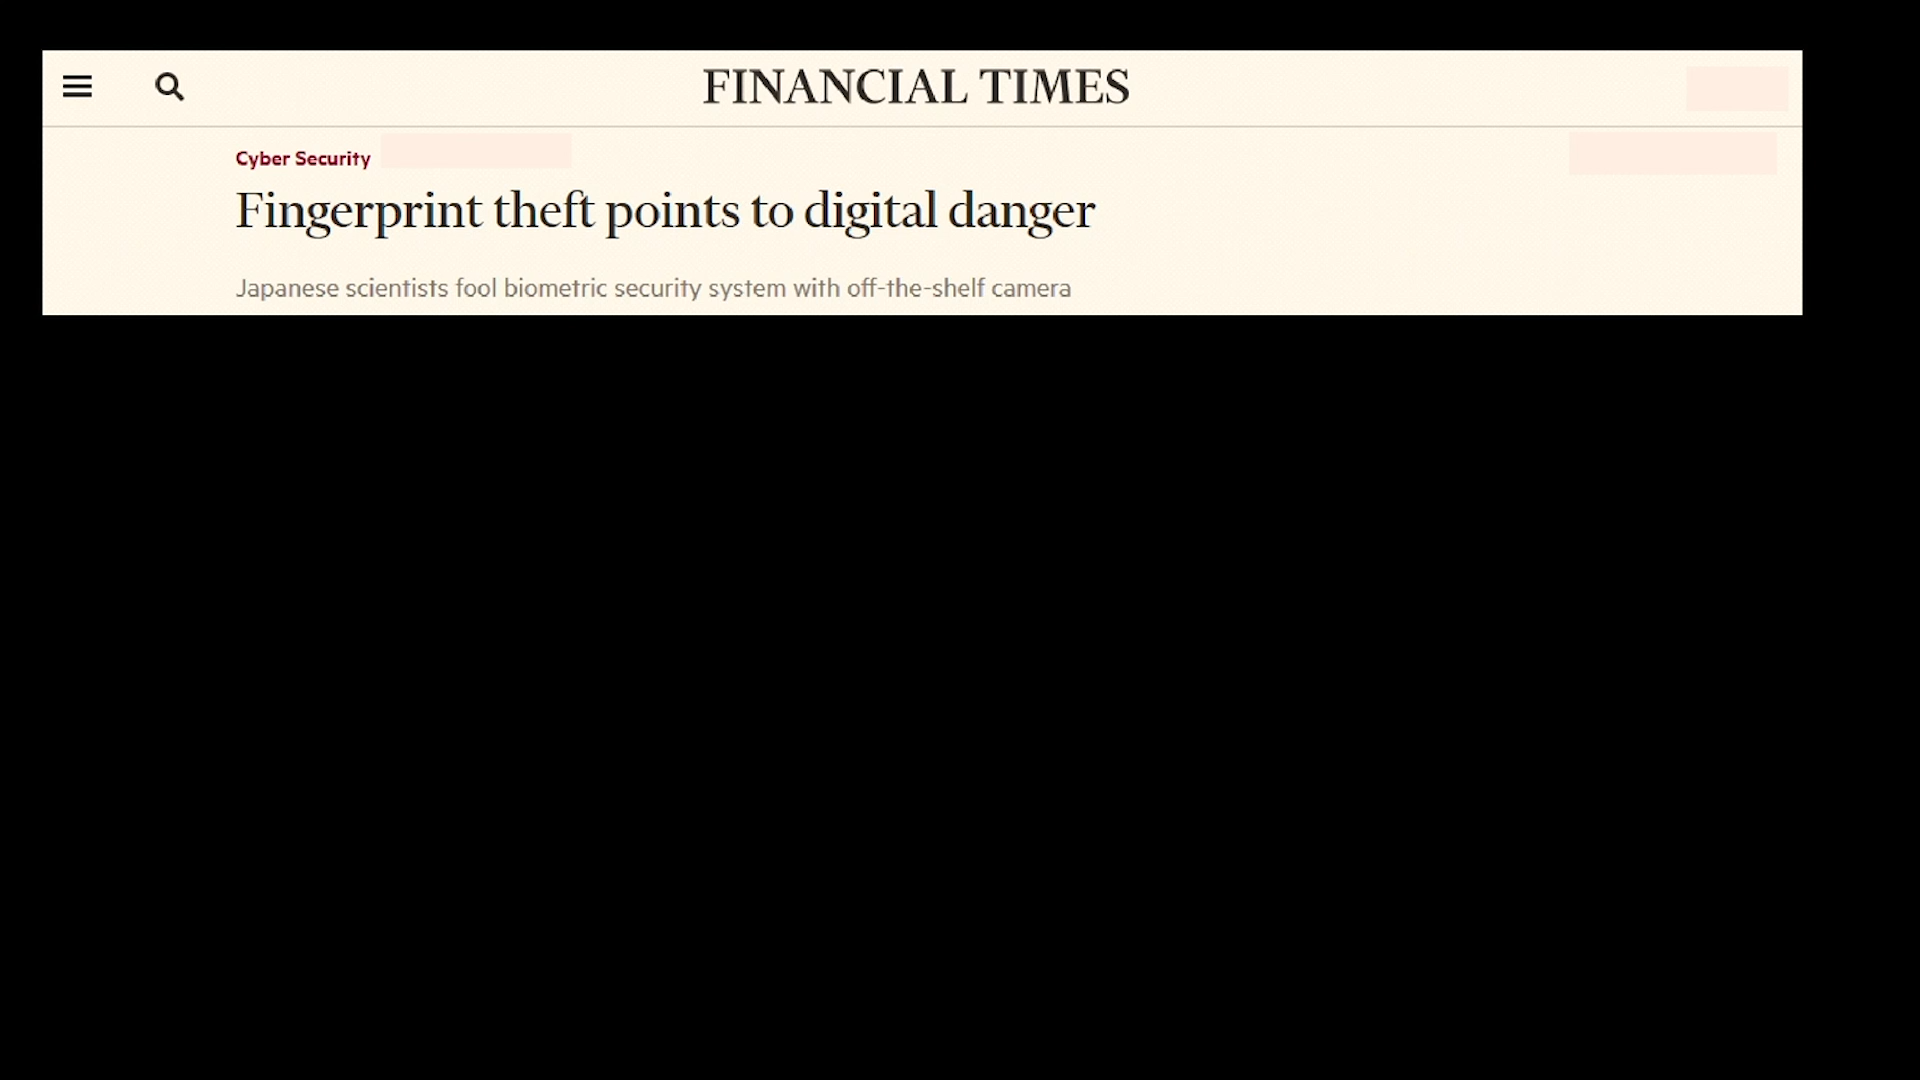 FINANCIAL TIMES
Cyber Security
Fingerprint theft points to digital danger
Japanese scientists fool biometric security system with off-the-shelf camera